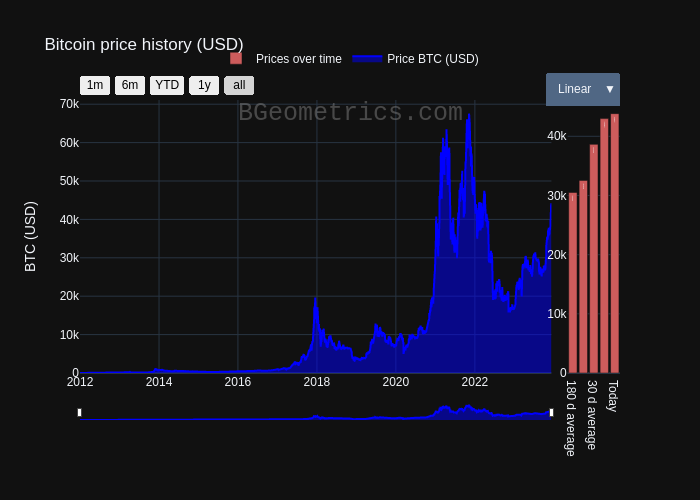 Bitcoin price history (USD)
Prices over time
Price BTC (USD)
1m 6m YTD 1y all
Linear ▼
BGeometrics.com
BTC (USD)
70k
60k
50k
40k
30k
20k
10k
0
2012 2014 2016 2018 2020 2022
40k
30k
20k
10k
0
180 d average
30 d average
Today